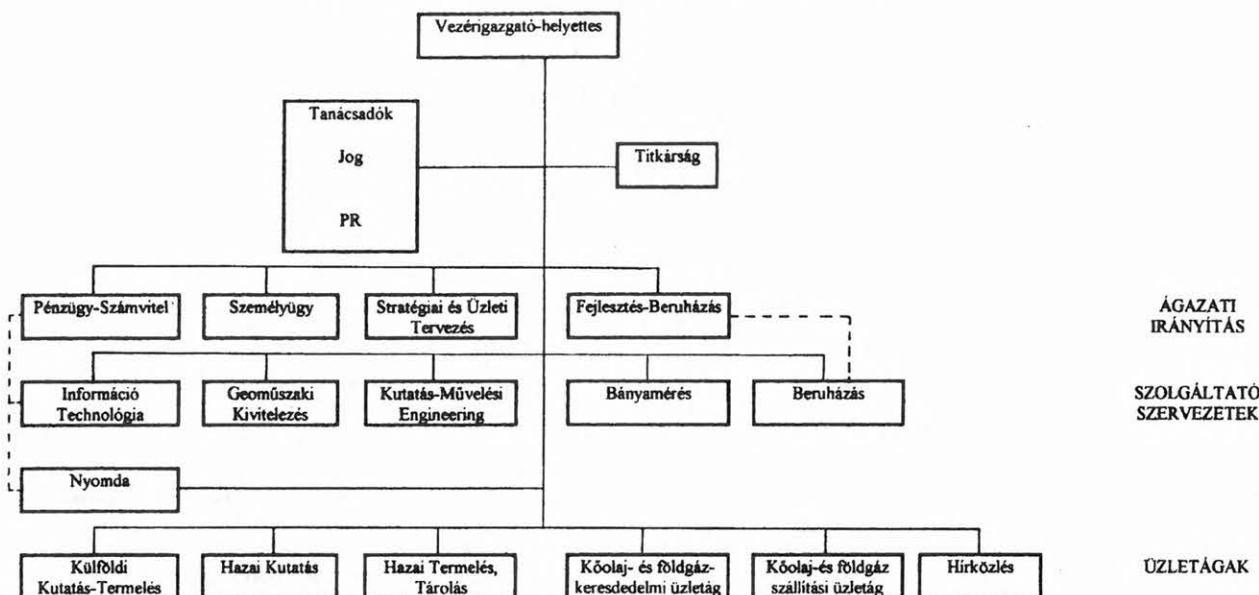 Vezérigazgató-helyettes
Tanácsadók
Jog
PR
Titkárság
Pénzügy-Számvitel
Személyügy
Stratégiai és Üzleti
Tervezés
Fejlesztés-Beruházás
ÁGAZATI
IRÁNYÍTÁS
Információ
Technológia
Geoműszaki
Kivitelezés
Kutatás-Művelési
Engineering
Bányamérés
Beruházás
SZOLGÁLTATÓ
SZERVEZETEK
Nyomda
Külföldi
Kutatás-Termelés
Hazai Kutatás
Hazai Termelés,
Tárolás
Kőolaj- és földgáz-
keresdedelmi üzletág
Kőolaj-és földgáz
szállítási üzletág
Hírközlés
ÜZLETÁGAK